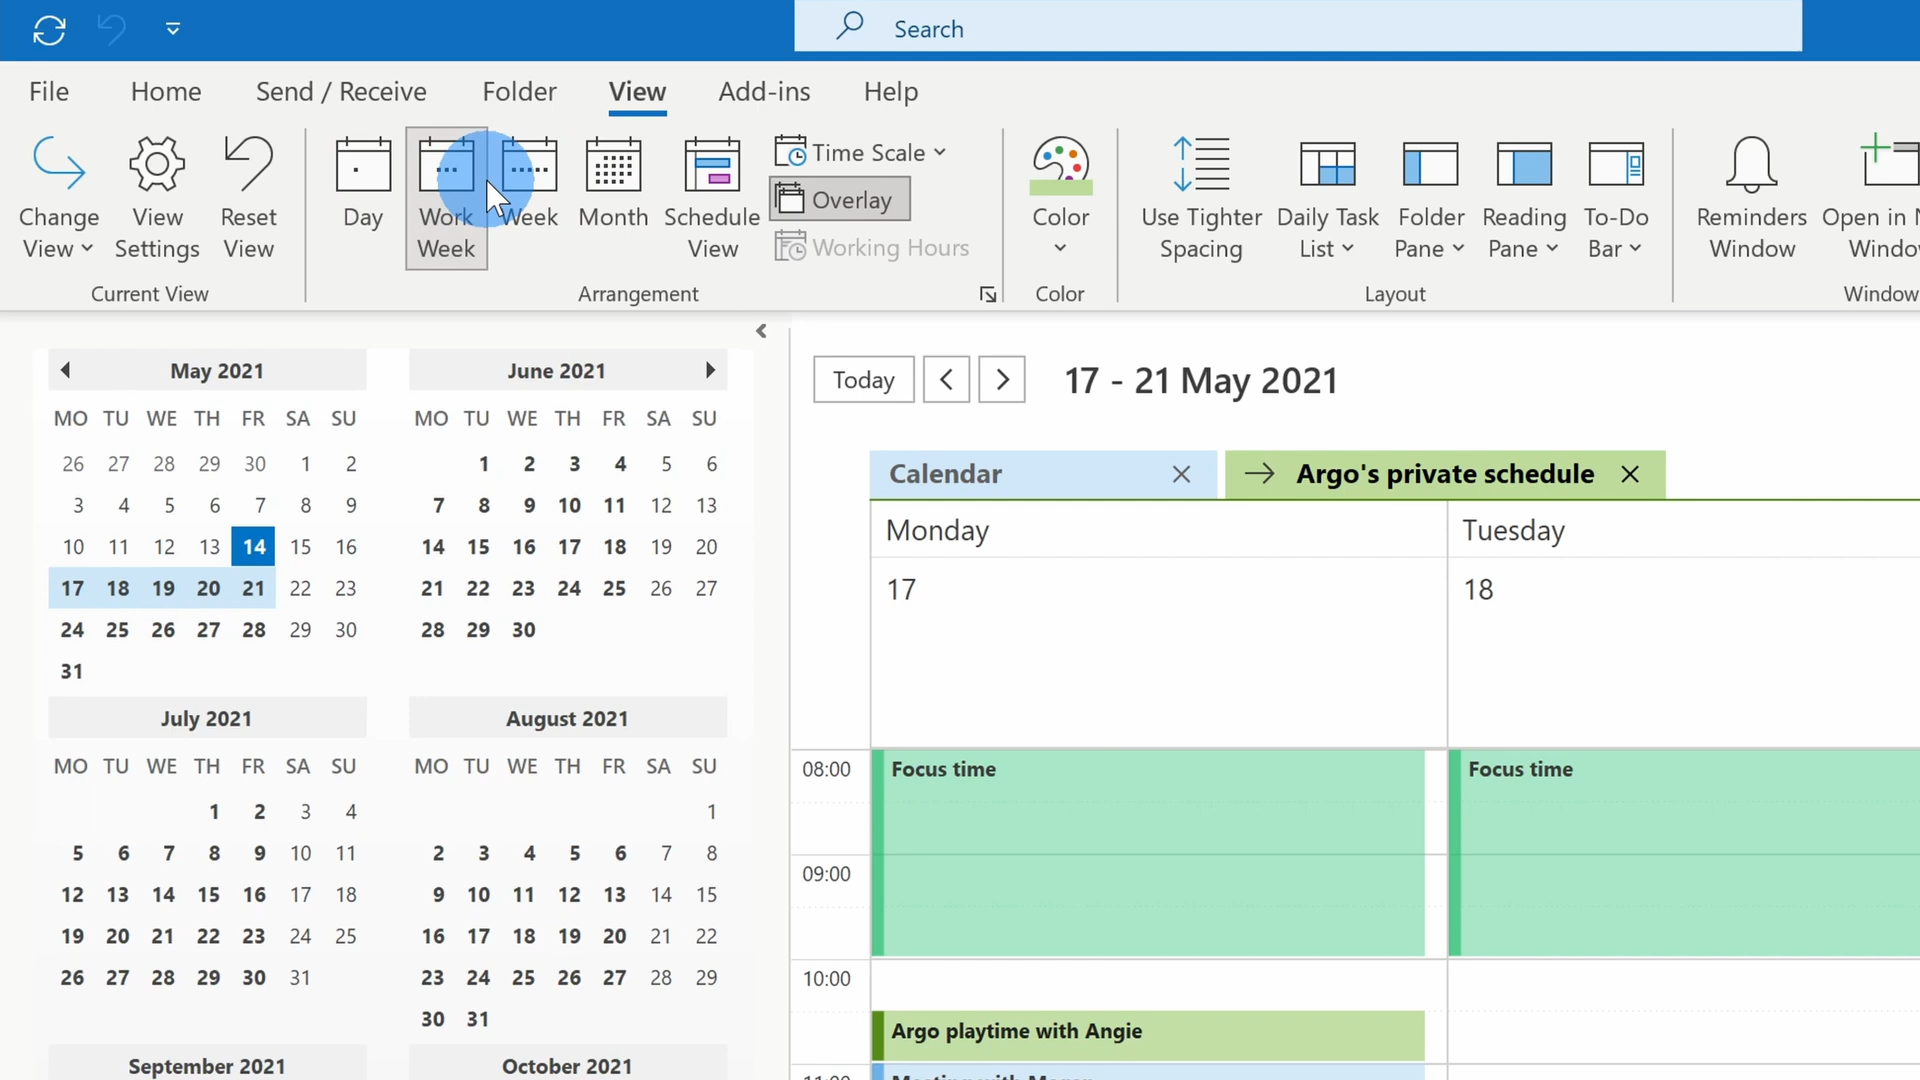 Search
File Home Send / Receive Folder View Add-ins Help
Change View
View Settings
Reset View
Current View
Day
Work Week
Week
Month
Schedule View
Time Scale
Overlay
Working Hours
Arrangement
Color
Color
Use Tighter Spacing
Daily Task List
Folder Pane
Reading Pane
To-Do Bar
Layout
Reminders Window
Open in
Window
May 2021
MO TU WE TH FR SA SU
26 27 28 29 30 1 2
3 4 5 6 7 8 9
10 11 12 13 14 15 16
17 18 19 20 21 22 23
24 25 26 27 28 29 30
31
June 2021
MO TU WE TH FR SA SU
1 2 3 4 5 6
7 8 9 10 11 12 13
14 15 16 17 18 19 20
21 22 23 24 25 26 27
28 29 30
July 2021
MO TU WE TH FR SA SU
1 2 3 4
5 6 7 8 9 10 11
12 13 14 15 16 17 18
19 20 21 22 23 24 25
26 27 28 29 30 31
August 2021
MO TU WE TH FR SA SU
1
2 3 4 5 6 7 8
9 10 11 12 13 14 15
16 17 18 19 20 21 22
23 24 25 26 27 28 29
30 31
September 2021
October 2021
Today
17 - 21 May 2021
Calendar
Argo's private schedule
Monday
Tuesday
17
18
08:00
Focus time
Focus time
09:00
10:00
Argo playtime with Angie